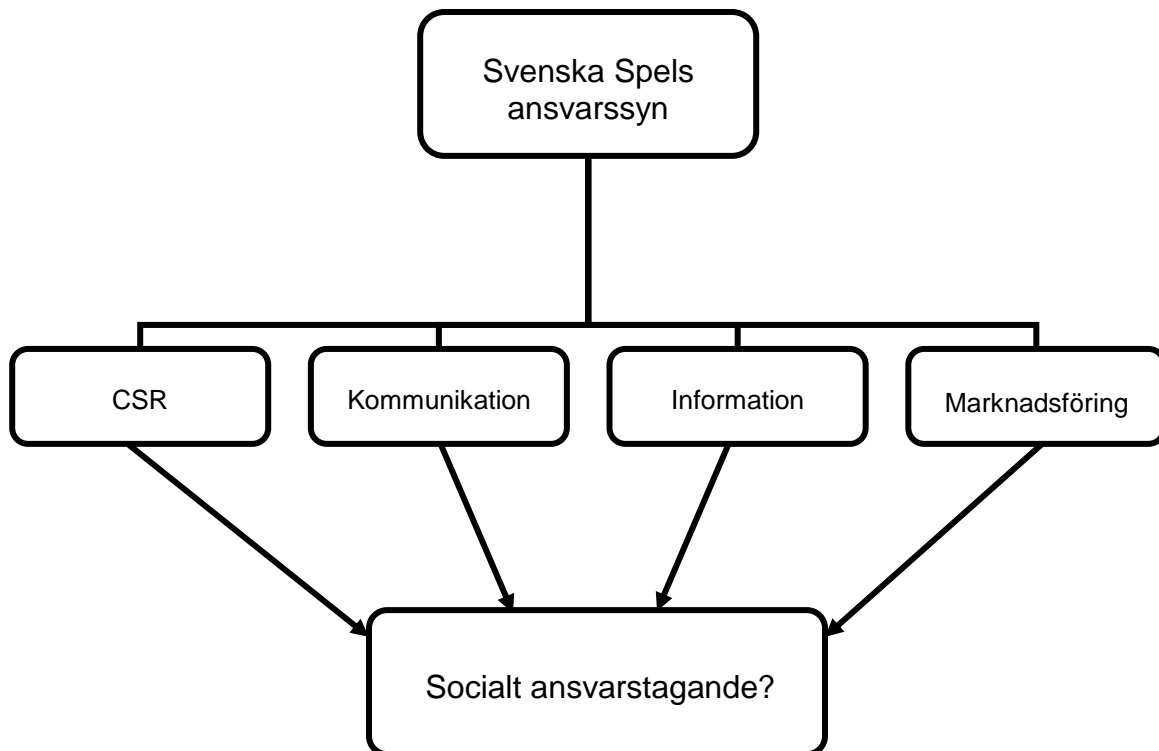 Svenska Spels
ansvarssyn
CSR
Kommunikation
Information
Marknadsföring
Socialt ansvarstagande?